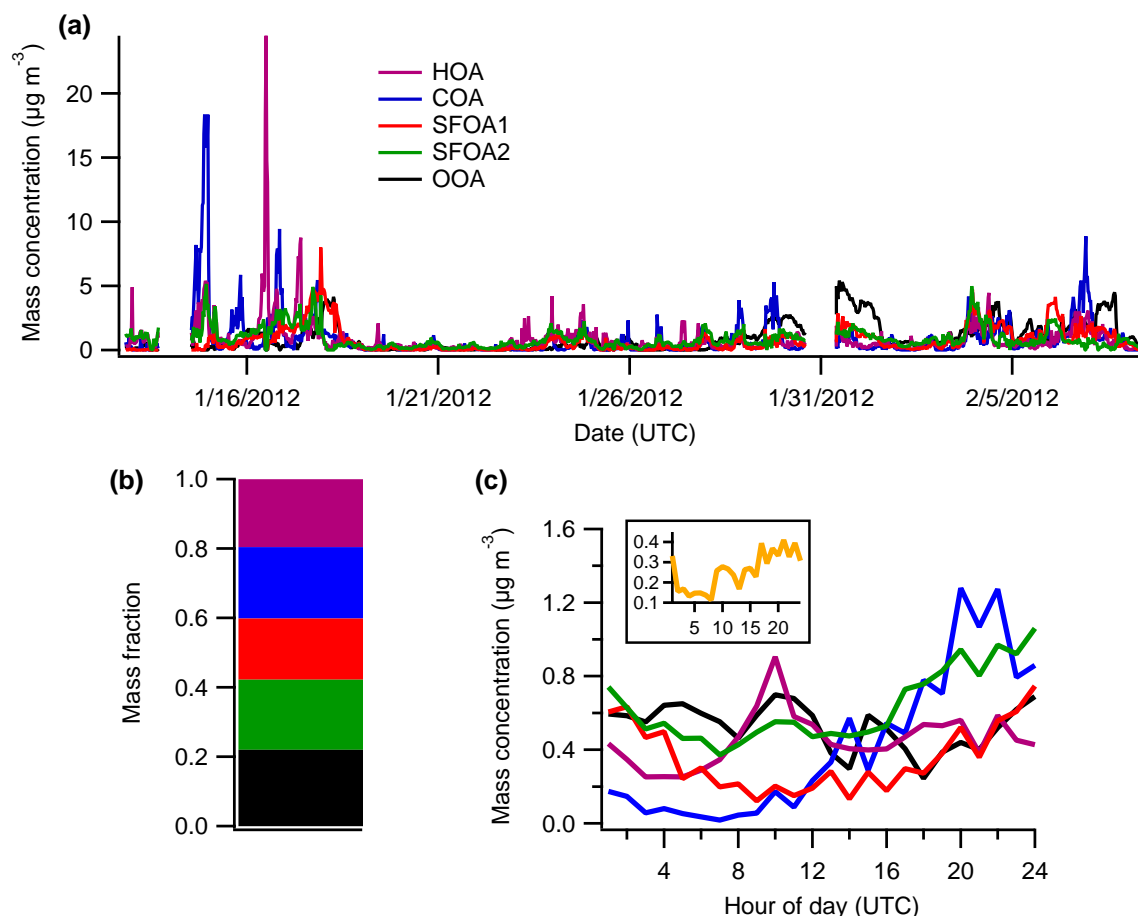 (a)
Mass concentration (µg m⁻³)
20
15
10
5
0
HOA
COA
SFOA1
SFOA2
OOA
1/16/2012 1/21/2012 1/26/2012 1/31/2012 2/5/2012
Date (UTC)
(b)
Mass fraction
1.0
0.8
0.6
0.4
0.2
0.0
(c)
Mass concentration (µg m⁻³)
1.6
1.2
0.8
0.4
0.0
0.4
0.3
0.2
0.1
5 10 15 20
4 8 12 16 20 24
Hour of day (UTC)